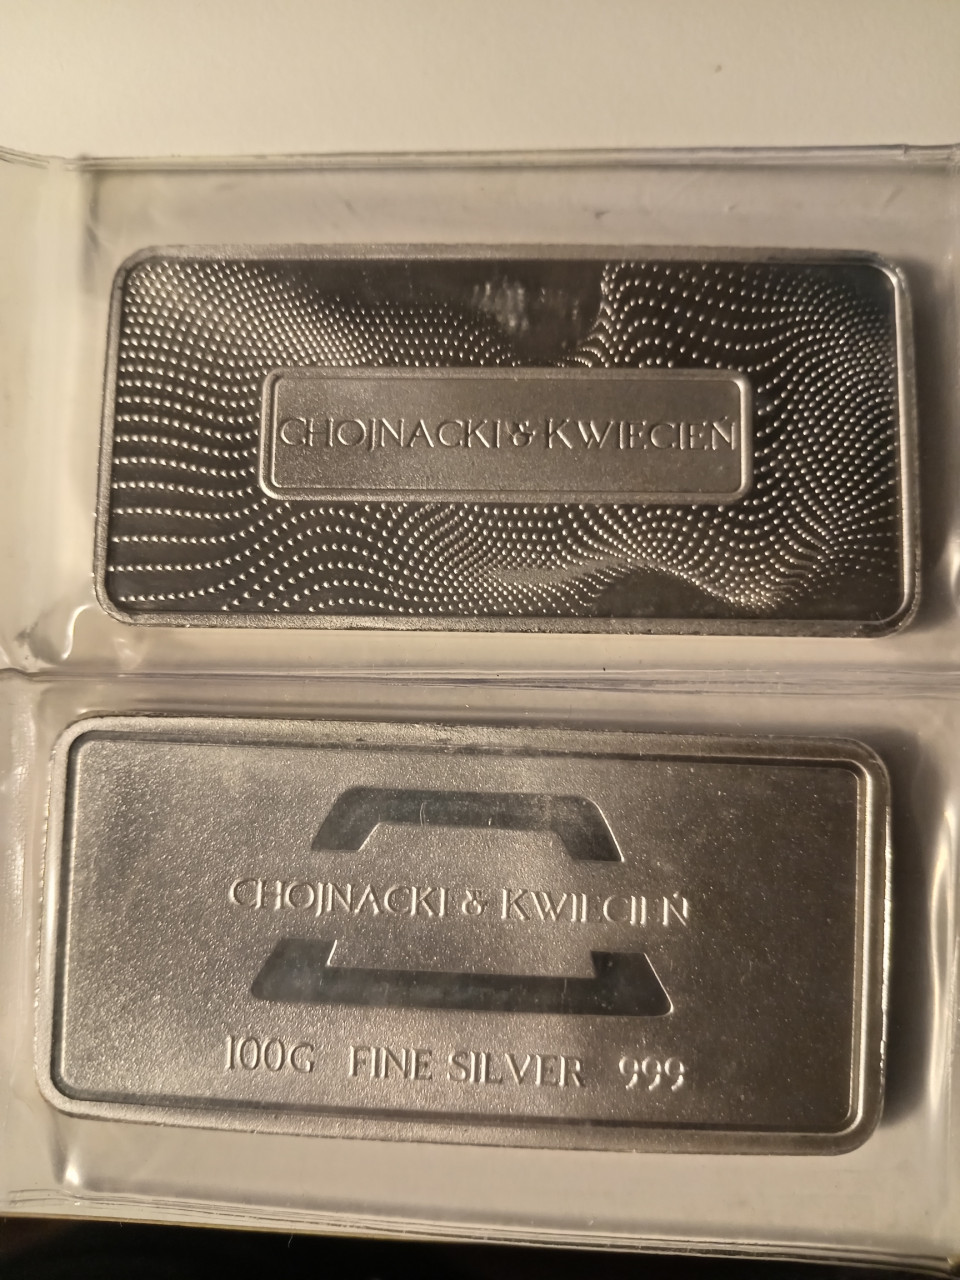 CHOJNACKI & KWIECIEŃ
CHOJNACKI & KWIECIEŃ
100G FINE SILVER 999